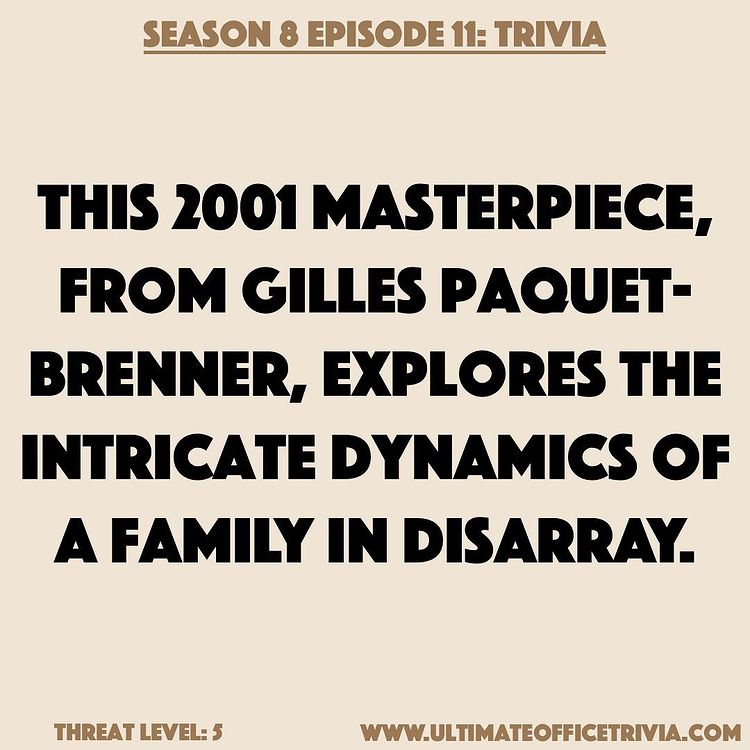 SEASON 8 EPISODE 11: TRIVIA
THIS 2001 MASTERPIECE,
FROM GILLES PAQUET-
BRENNER, EXPLORES THE
INTRICATE DYNAMICS OF
A FAMILY IN DISARRAY.
THREAT LEVEL: 5
WWW.ULTIMATEOFFICETRIVIA.COM